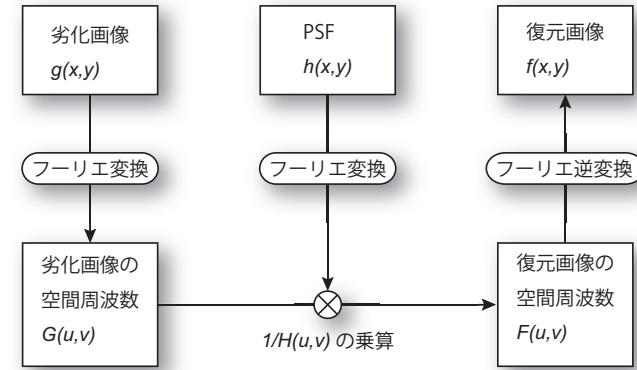 劣化画像
g(x,y)
PSF
h(x,y)
復元画像
f(x,y)
フーリエ変換
フーリエ変換
フーリエ逆変換
劣化画像の
空間周波数
G(u,v)
1/H(u,v) の乗算
復元画像の
空間周波数
F(u,v)